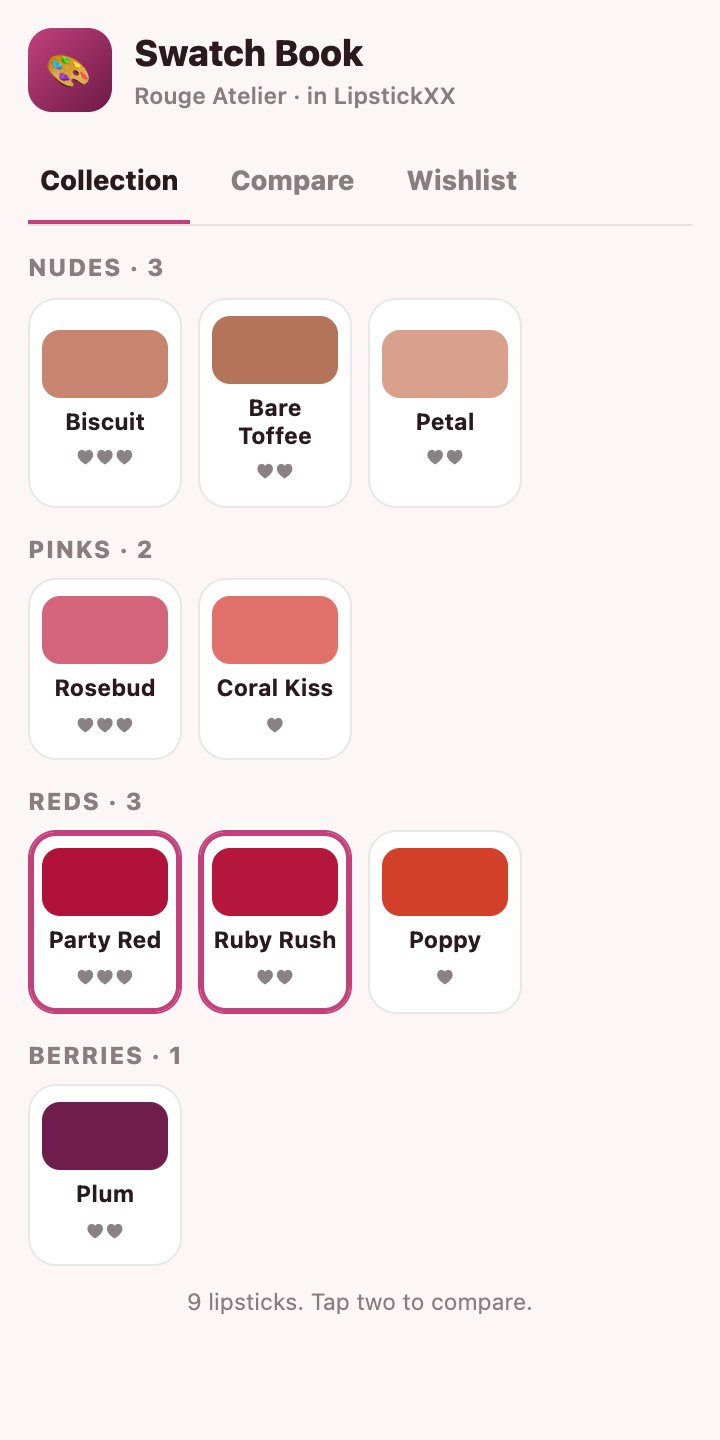 Swatch Book
Rouge Atelier · in LipstickXX
Collection Compare Wishlist
NUDES · 3
Biscuit
Bare
Toffee
Petal
PINKS · 2
Rosebud
Coral Kiss
REDS · 3
Party Red
Ruby Rush
Poppy
BERRIES · 1
Plum
9 lipsticks. Tap two to compare.